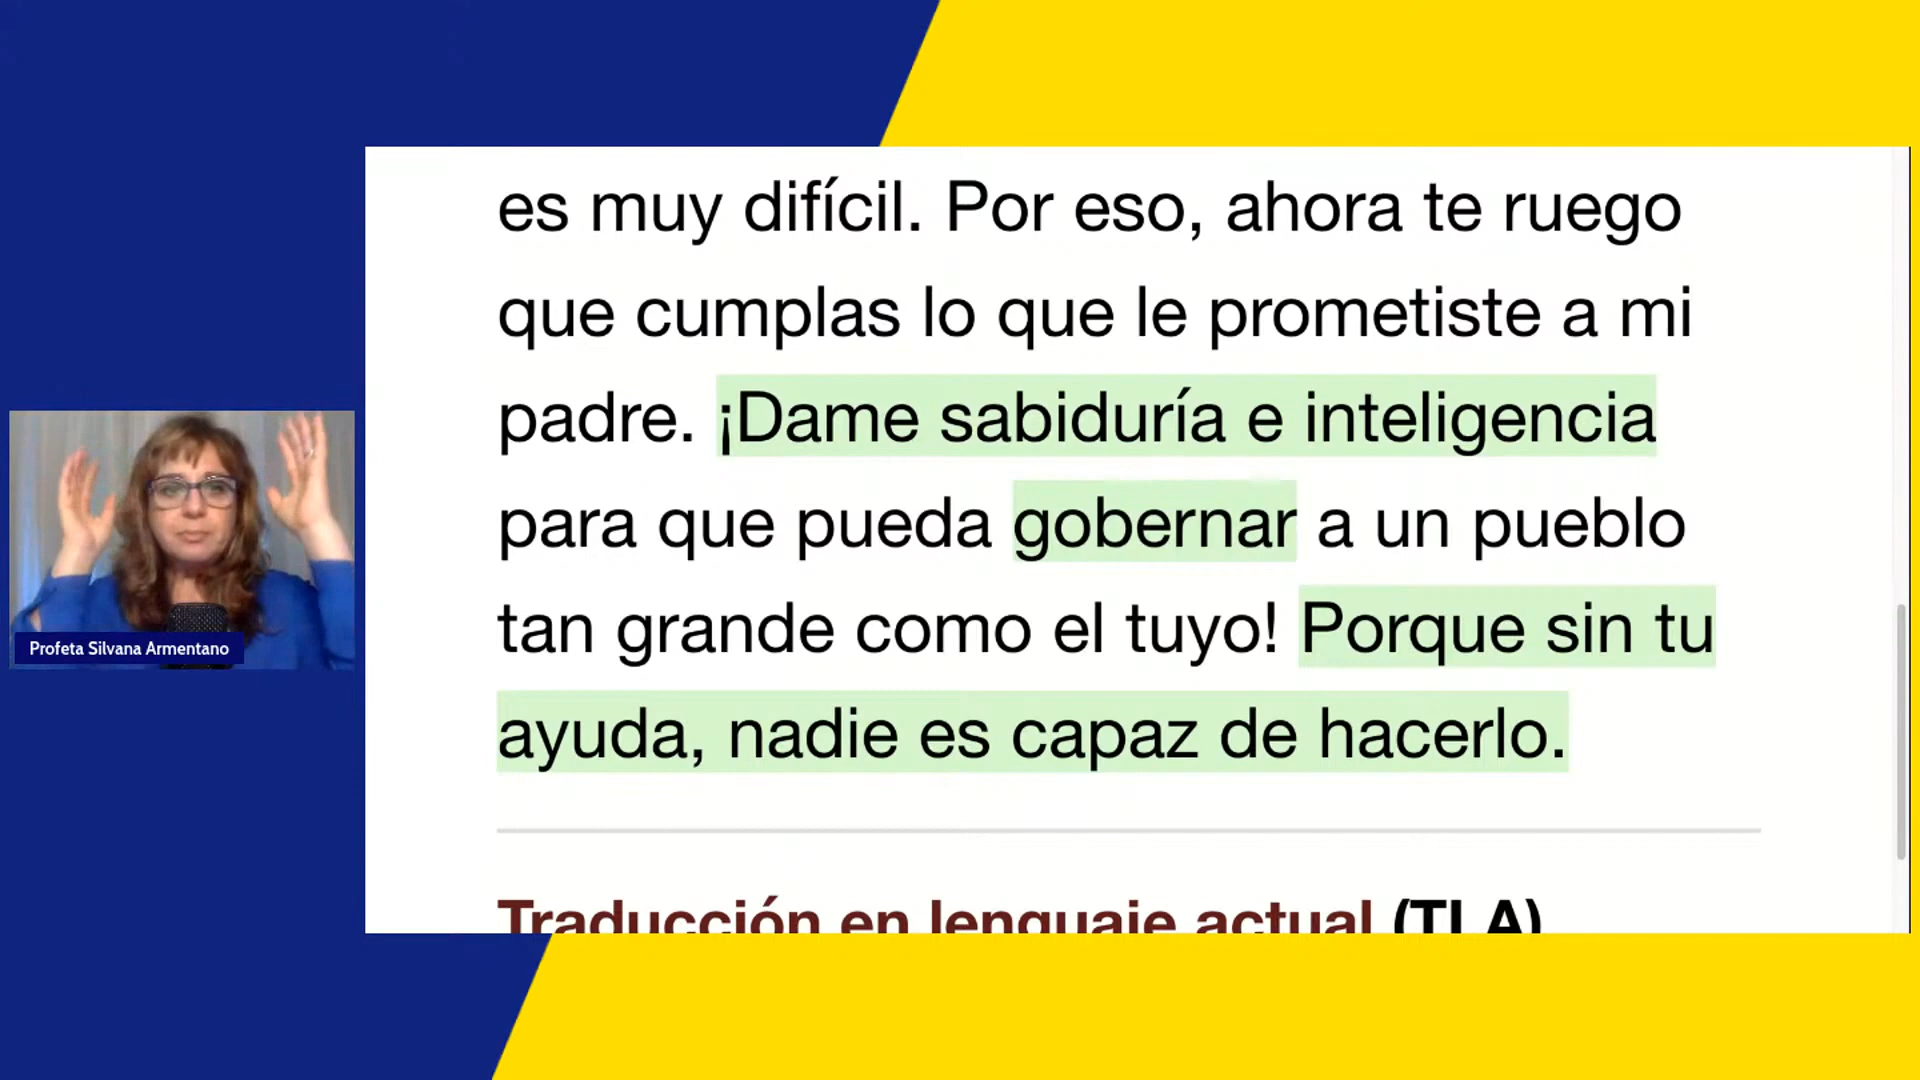 es muy difícil. Por eso, ahora te ruego
que cumplas lo que le prometiste a mi
padre. ¡Dame sabiduría e inteligencia
para que pueda gobernar a un pueblo
tan grande como el tuyo! Porque sin tu
ayuda, nadie es capaz de hacerlo.
Traducción en lenguaje actual (TLA)
Profeta Silvana Armentano